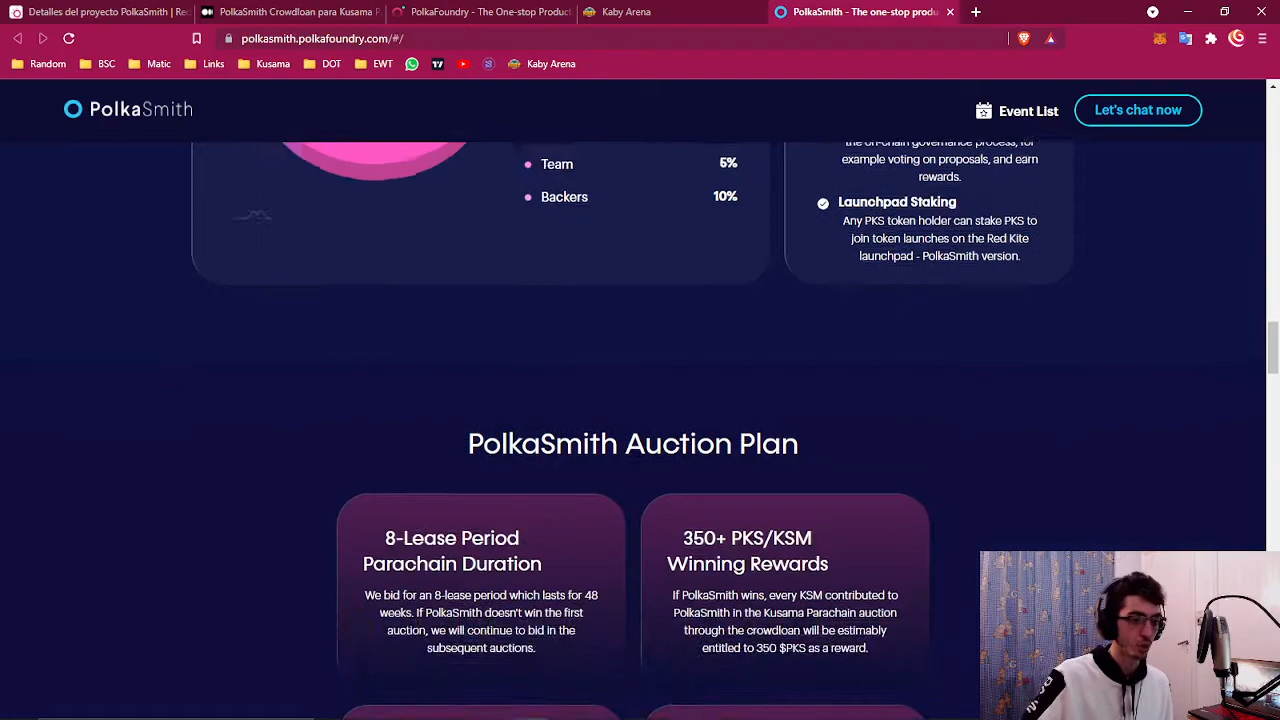 Detalles del proyecto PolkaSmith | Red
PolkaSmith Crowdloan para Kusama P
PolkaFoundry - The One-stop Product
Kaby Arena
PolkaSmith - The one-stop produ
polkasmith.polkafoundry.com/#/
Random
BSC
Matic
Links
Kusama
DOT
EWT
Kaby Arena
PolkaSmith
Event List
Let's chat now
Team 5%
Backers 10%
the on-chain governance process, for
example voting on proposals, and earn
rewards.
Launchpad Staking
Any PKS token holder can stake PKS to
join token launches on the Red Kite
launchpad - PolkaSmith version.
PolkaSmith Auction Plan
8-Lease Period
Parachain Duration
We bid for an 8-lease period which lasts for 48
weeks. If PolkaSmith doesn't win the first
auction, we will continue to bid in the
subsequent auctions.
350+ PKS/KSM
Winning Rewards
If PolkaSmith wins, every KSM contributed to
PolkaSmith in the Kusama Parachain auction
through the crowdloan will be estimably
entitled to 350 $PKS as a reward.